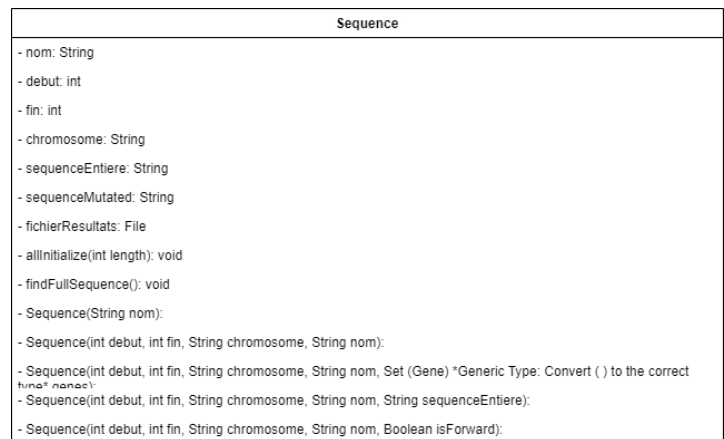 Sequence
- nom: String
- debut: int
- fin: int
- chromosome: String
- sequenceEntiere: String
- sequenceMutated: String
- fichierResultats: File
- allInitialize(int length): void
- findFullSequence(): void
- Sequence(String nom):
- Sequence(int debut, int fin, String chromosome, String nom):
- Sequence(int debut, int fin, String chromosome, String nom, Set (Gene) *Generic Type: Convert ( ) to the correct
type* genes):
- Sequence(int debut, int fin, String chromosome, String nom, String sequenceEntiere):
- Sequence(int debut, int fin, String chromosome, String nom, Boolean isForward):